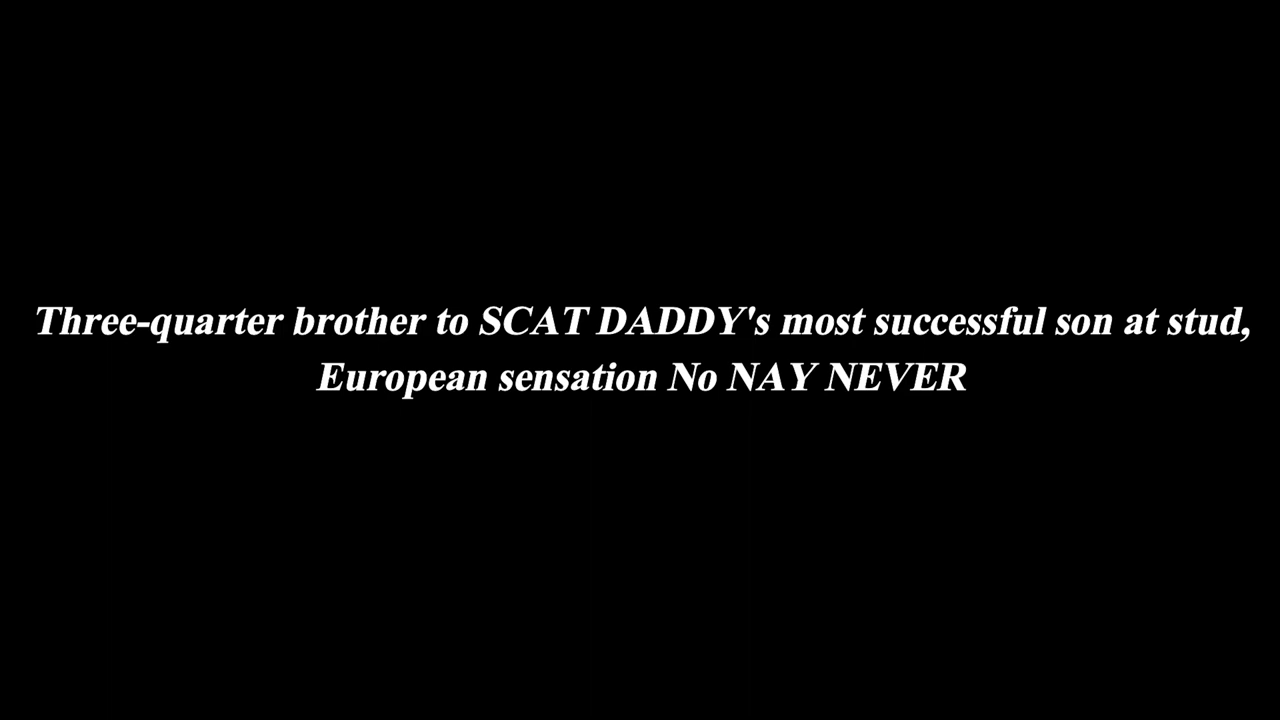 Three-quarter brother to SCAT DADDY's most successful son at stud,
European sensation No NAY NEVER